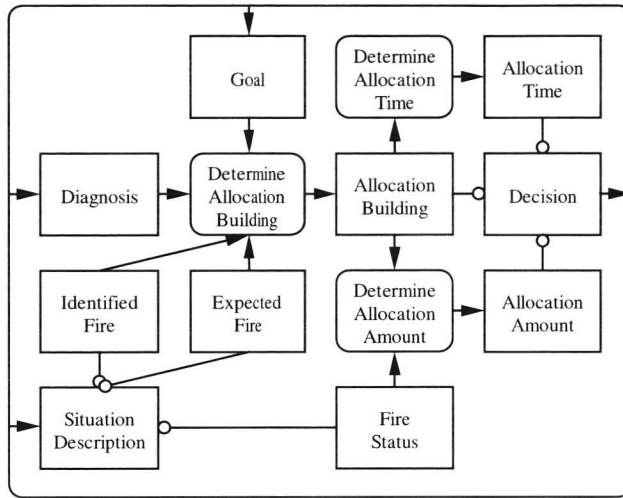 Goal
Determine
Allocation
Time
Allocation
Time
Diagnosis
Determine
Allocation
Building
Allocation
Building
Decision
Identified
Fire
Expected
Fire
Determine
Allocation
Amount
Allocation
Amount
Situation
Description
Fire
Status